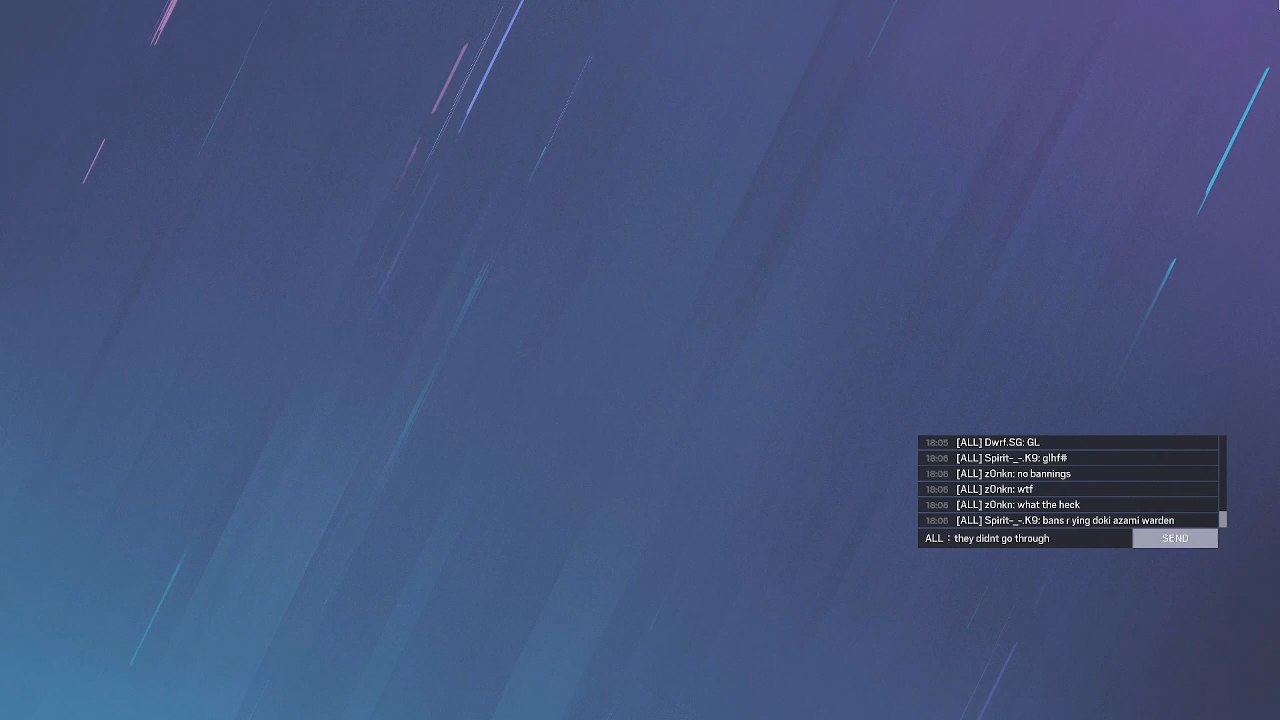 18:05 [ALL] Dwrf.SG: GL
18:06 [ALL] Spirit-_-.K9: glhf#
18:06 [ALL] z0nkn: no bannings
18:06 [ALL] z0nkn: wtf
18:06 [ALL] z0nkn: what the heck
18:06 [ALL] Spirit-_-.K9: bans r ying doki azami warden
ALL : they didnt go through SEND